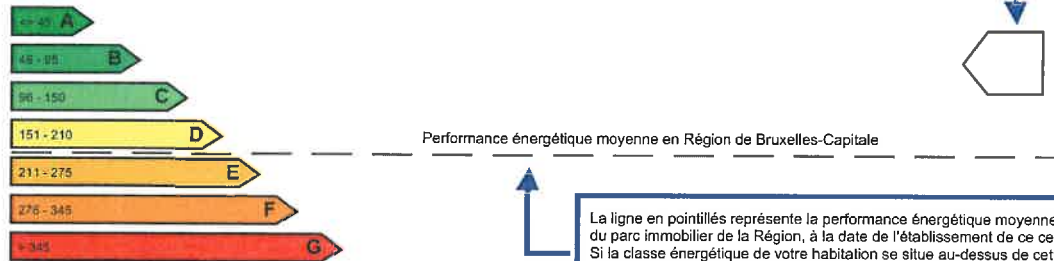 <= 45 A
46 - 95 B
96 - 150 C
151 - 210 D
Performance énergétique moyenne en Région de Bruxelles-Capitale
211 - 275 E
276 - 345 F
> 345 G
La ligne en pointillés représente la performance énergétique moyenne
du parc immobilier de la Région, à la date de l'établissement de ce ce
Si la classe énergétique de votre habitation se situe au-dessus de cet